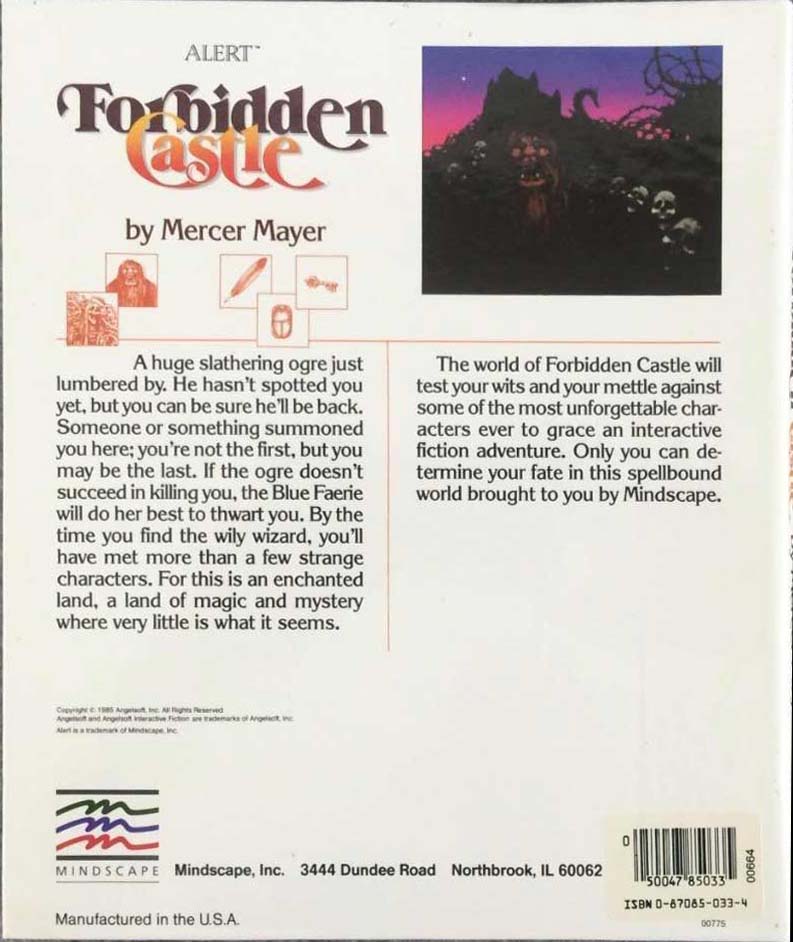 ALERT™
Forbidden
Castle
by Mercer Mayer
A huge slathering ogre just
lumbered by. He hasn't spotted you
yet, but you can be sure he'll be back.
Someone or something summoned
you here; you're not the first, but you
may be the last. If the ogre doesn't
succeed in killing you, the Blue Faerie
will do her best to thwart you. By the
time you find the wily wizard, you'll
have met more than a few strange
characters. For this is an enchanted
land, a land of magic and mystery
where very little is what it seems.
The world of Forbidden Castle will
test your wits and your mettle against
some of the most unforgettable char-
acters ever to grace an interactive
fiction adventure. Only you can de-
termine your fate in this spellbound
world brought to you by Mindscape.
Copyright © 1985 Angelsoft, Inc. All Rights Reserved
Angelsoft and Angelsoft Interactive Fiction are trademarks of Angelsoft, Inc.
Alert is a trademark of Mindscape, Inc.
MINDSCAPE
Mindscape, Inc. 3444 Dundee Road Northbrook, IL 60062
Manufactured in the U.S.A.
0
50047 85033
00664
ISBN 0-87085-033-4
00775